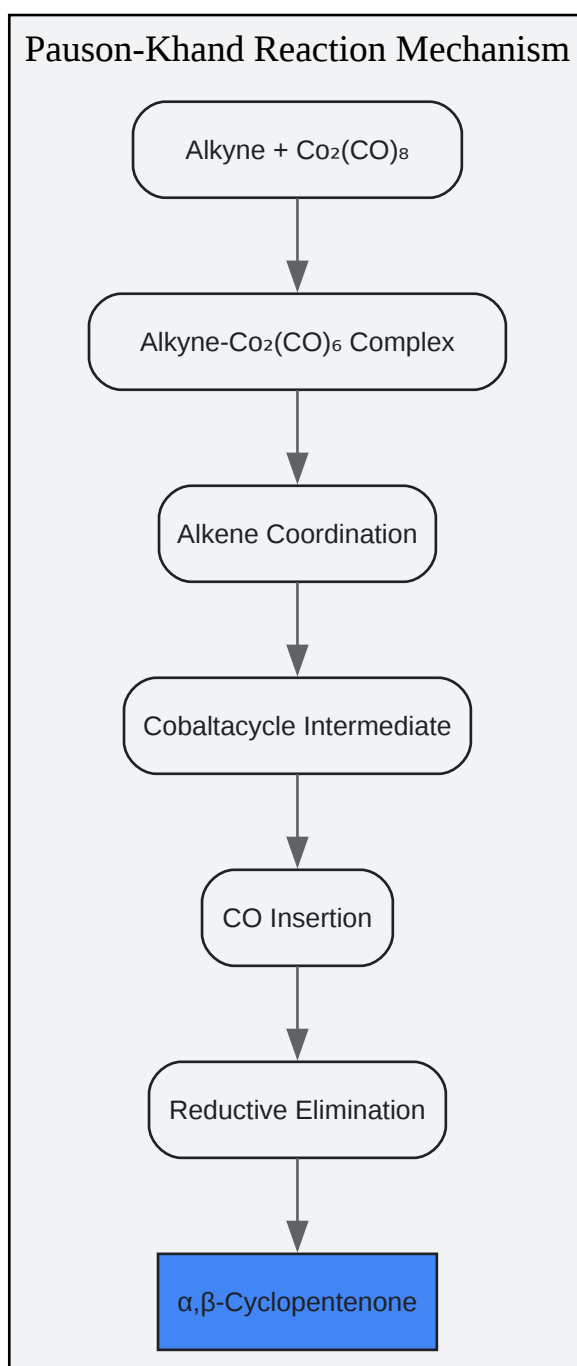 Pauson-Khand Reaction Mechanism
Alkyne + Co₂(CO)₈
Alkyne-Co₂(CO)₆ Complex
Alkene Coordination
Cobaltacycle Intermediate
CO Insertion
Reductive Elimination
α,β-Cyclopentenone